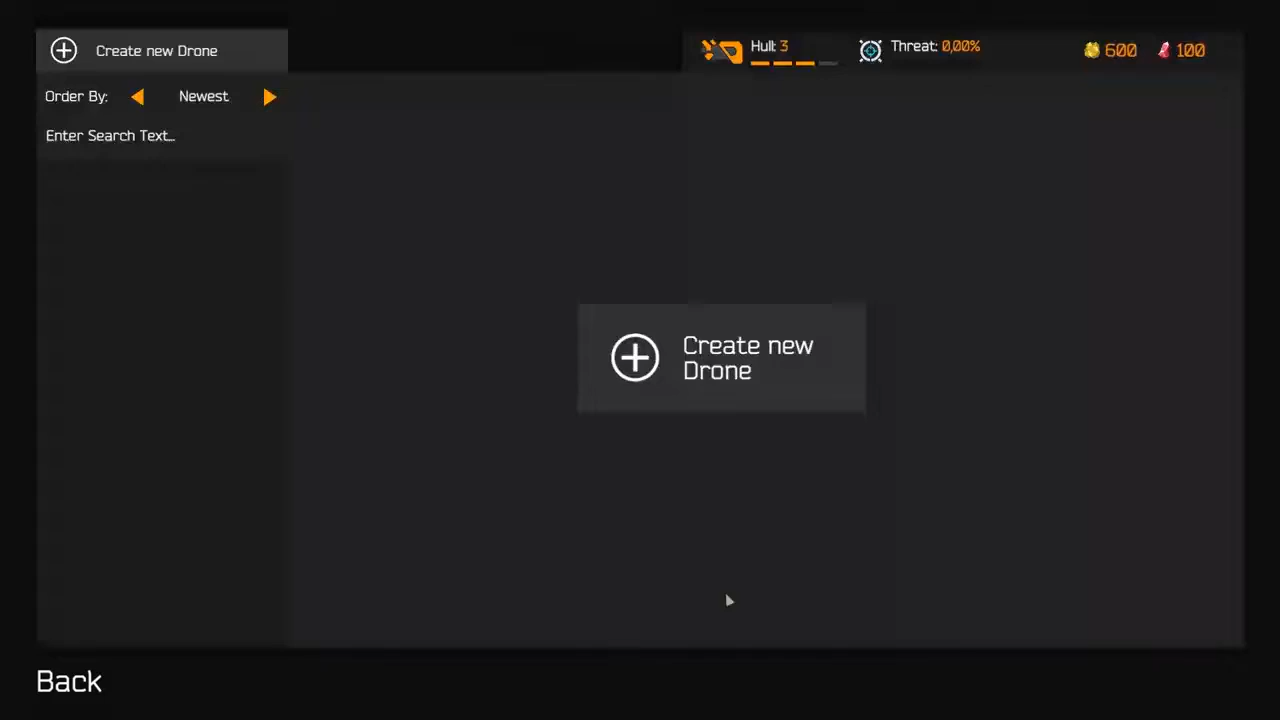 Create new Drone
Hull: 3
Threat: 0,00%
600
100
Order By:
Newest
Enter Search Text...
Create new
Drone
Back